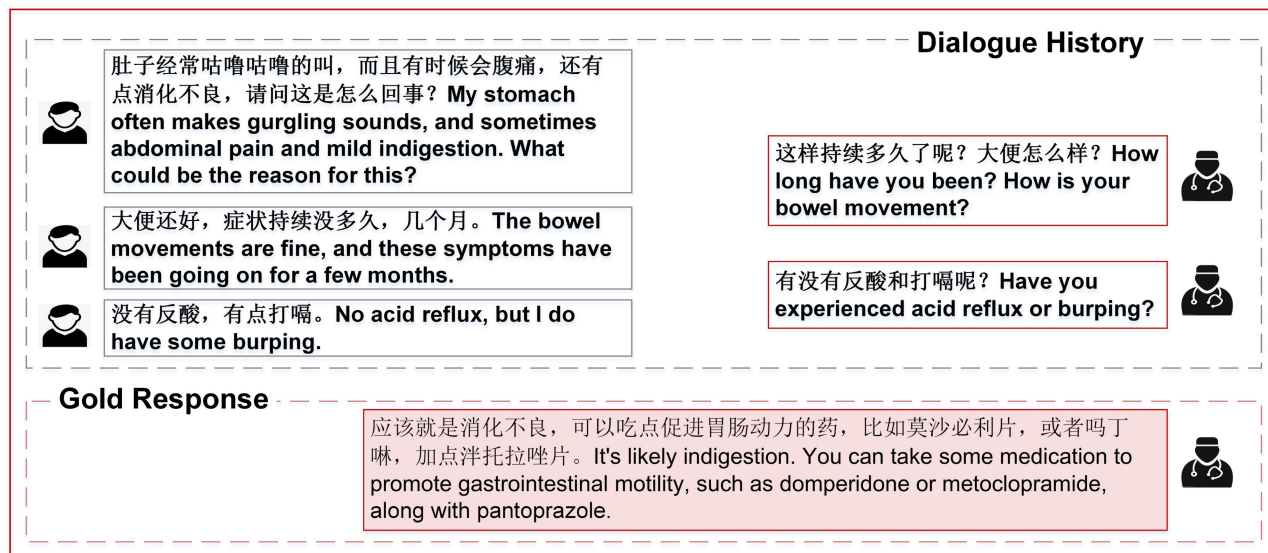 Dialogue History
肚子经常咕噜咕噜的叫，而且有时候会腹痛，还有
点消化不良，请问这是怎么回事？My stomach
often makes gurgling sounds, and sometimes
abdominal pain and mild indigestion. What
could be the reason for this?
这样持续多久了呢？大便怎么样？How
long have you been? How is your
bowel movement?
大便还好，症状持续没多久，几个月。The bowel
movements are fine, and these symptoms have
been going on for a few months.
有没有反酸和打嗝呢？Have you
experienced acid reflux or burping?
没有反酸，有点打嗝。No acid reflux, but I do
have some burping.
Gold Response
应该就是消化不良，可以吃点促进胃肠动力的药，比如莫沙必利片，或者吗丁
啉，加点泮托拉唑片。It's likely indigestion. You can take some medication to
promote gastrointestinal motility, such as domperidone or metoclopramide,
along with pantoprazole.